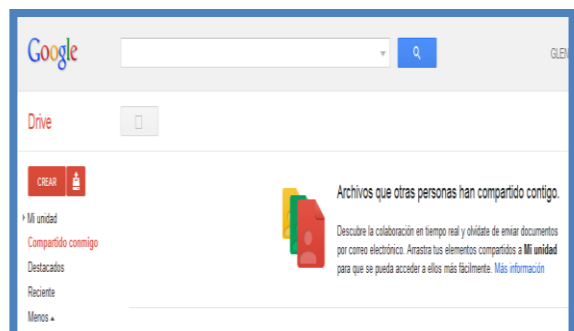 Google
GLEN
Drive
CREAR
Mi unidad
Compartido conmigo
Destacados
Reciente
Menos
Archivos que otras personas han compartido contigo.
Descubre la colaboración en tiempo real y olvídate de enviar documentos
por correo electrónico. Arrastra tus elementos compartidos a Mi unidad
para que se pueda acceder a ellos más fácilmente. Más información